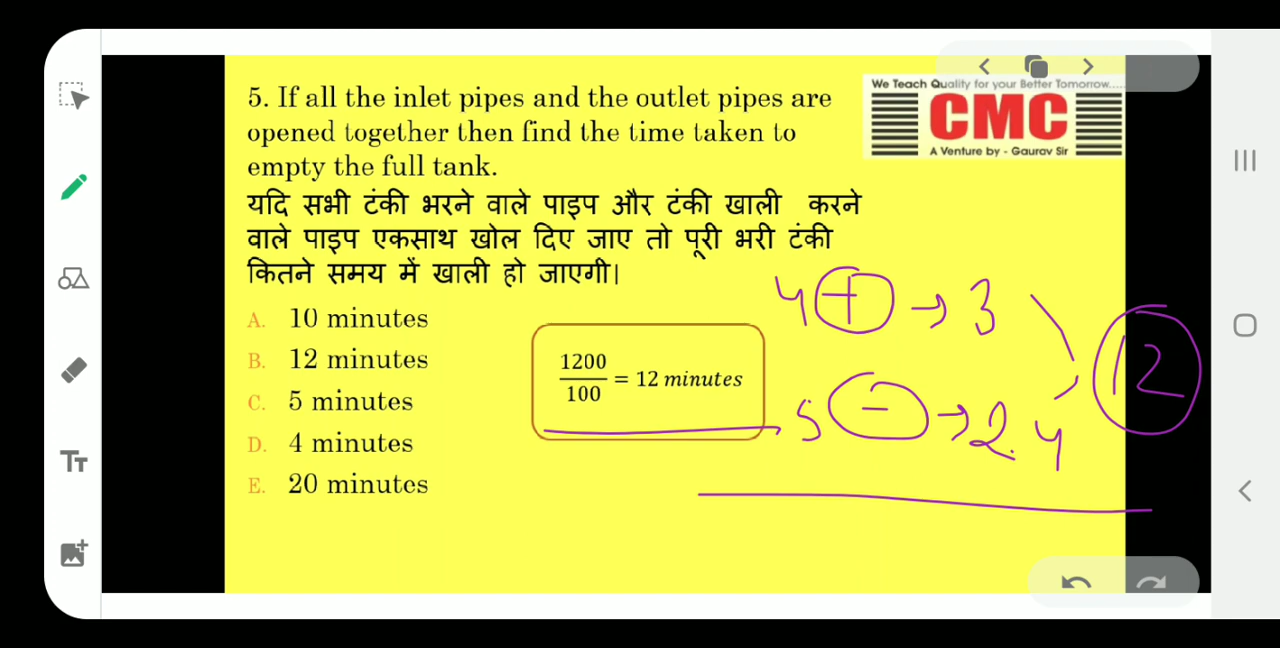 We Teach Quality for your Better Tomorrow.....
CMC
A Venture by - Gaurav Sir
5. If all the inlet pipes and the outlet pipes are
opened together then find the time taken to
empty the full tank.
यदि सभी टंकी भरने वाले पाइप और टंकी खाली करने
वाले पाइप एकसाथ खोल दिए जाए तो पूरी भरी टंकी
कितने समय में खाली हो जाएगी।
A. 10 minutes
B. 12 minutes
C. 5 minutes
D. 4 minutes
E. 20 minutes
1200
100
= 12 minutes
4 + → 3
5 - → 2.4
12
Tт